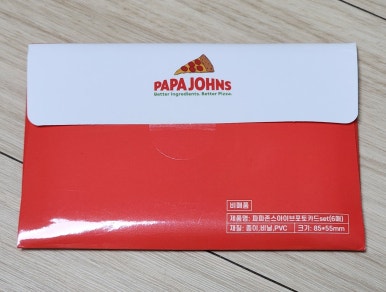 PAPA JOHNS
Better Ingredients. Better Pizza.
비매품
제품명: 파파존스아이브포토카드set(6매)
재질: 종이,비닐,PVC 크기: 85*55mm